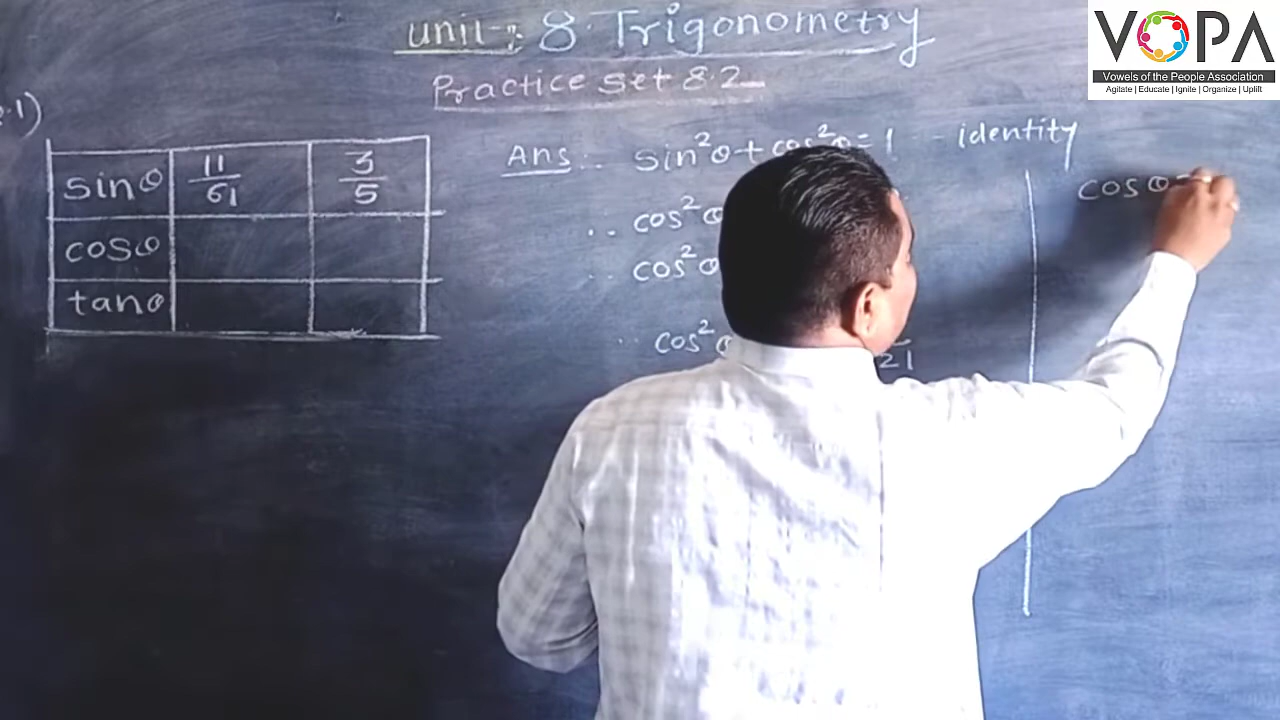 Unit:- 8. Trigonometry
Practice set 8.2
.1)
sinθ 11/61 3/5
cosθ
tanθ
Ans :- sin²θ + cos²θ = 1 ... identity
∴ cos²θ
∴ cos²θ
∴ cos²θ 21
cosθ =
VOPA
Vowels of the People Association
Agitate | Educate | Ignite | Organize | Uplift